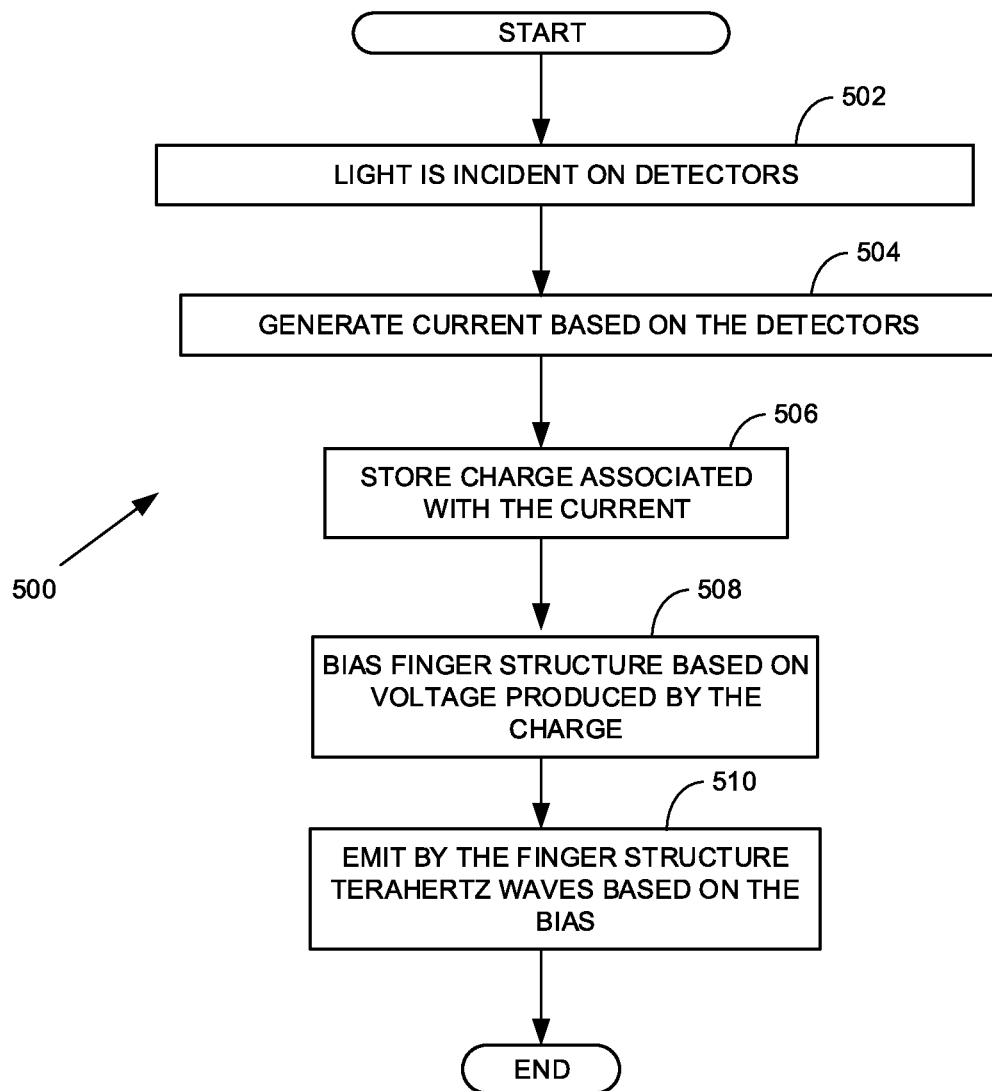 START
502
LIGHT IS INCIDENT ON DETECTORS
504
GENERATE CURRENT BASED ON THE DETECTORS
506
STORE CHARGE ASSOCIATED
WITH THE CURRENT
500
508
BIAS FINGER STRUCTURE BASED ON
VOLTAGE PRODUCED BY THE
CHARGE
510
EMIT BY THE FINGER STRUCTURE
TERAHERTZ WAVES BASED ON THE
BIAS
END